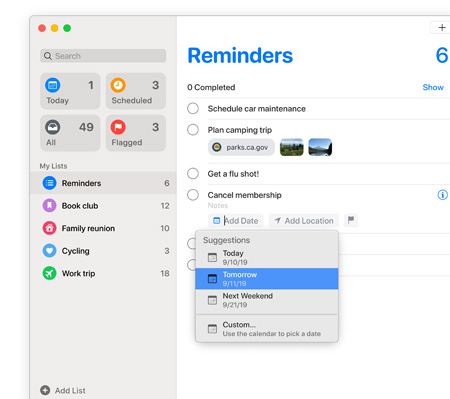 Search
Today 1
Scheduled 3
All 49
Flagged 3
My Lists
Reminders 6
Book club 12
Family reunion 10
Cycling 3
Work trip 18
Add List
+
Reminders 6
0 Completed Show
Schedule car maintenance
Plan camping trip
parks.ca.gov
Get a flu shot!
Cancel membership
Notes
Add Date Add Location
Suggestions
Today
9/10/19
Tomorrow
9/11/19
Next Weekend
9/21/19
Custom...
Use the calendar to pick a date